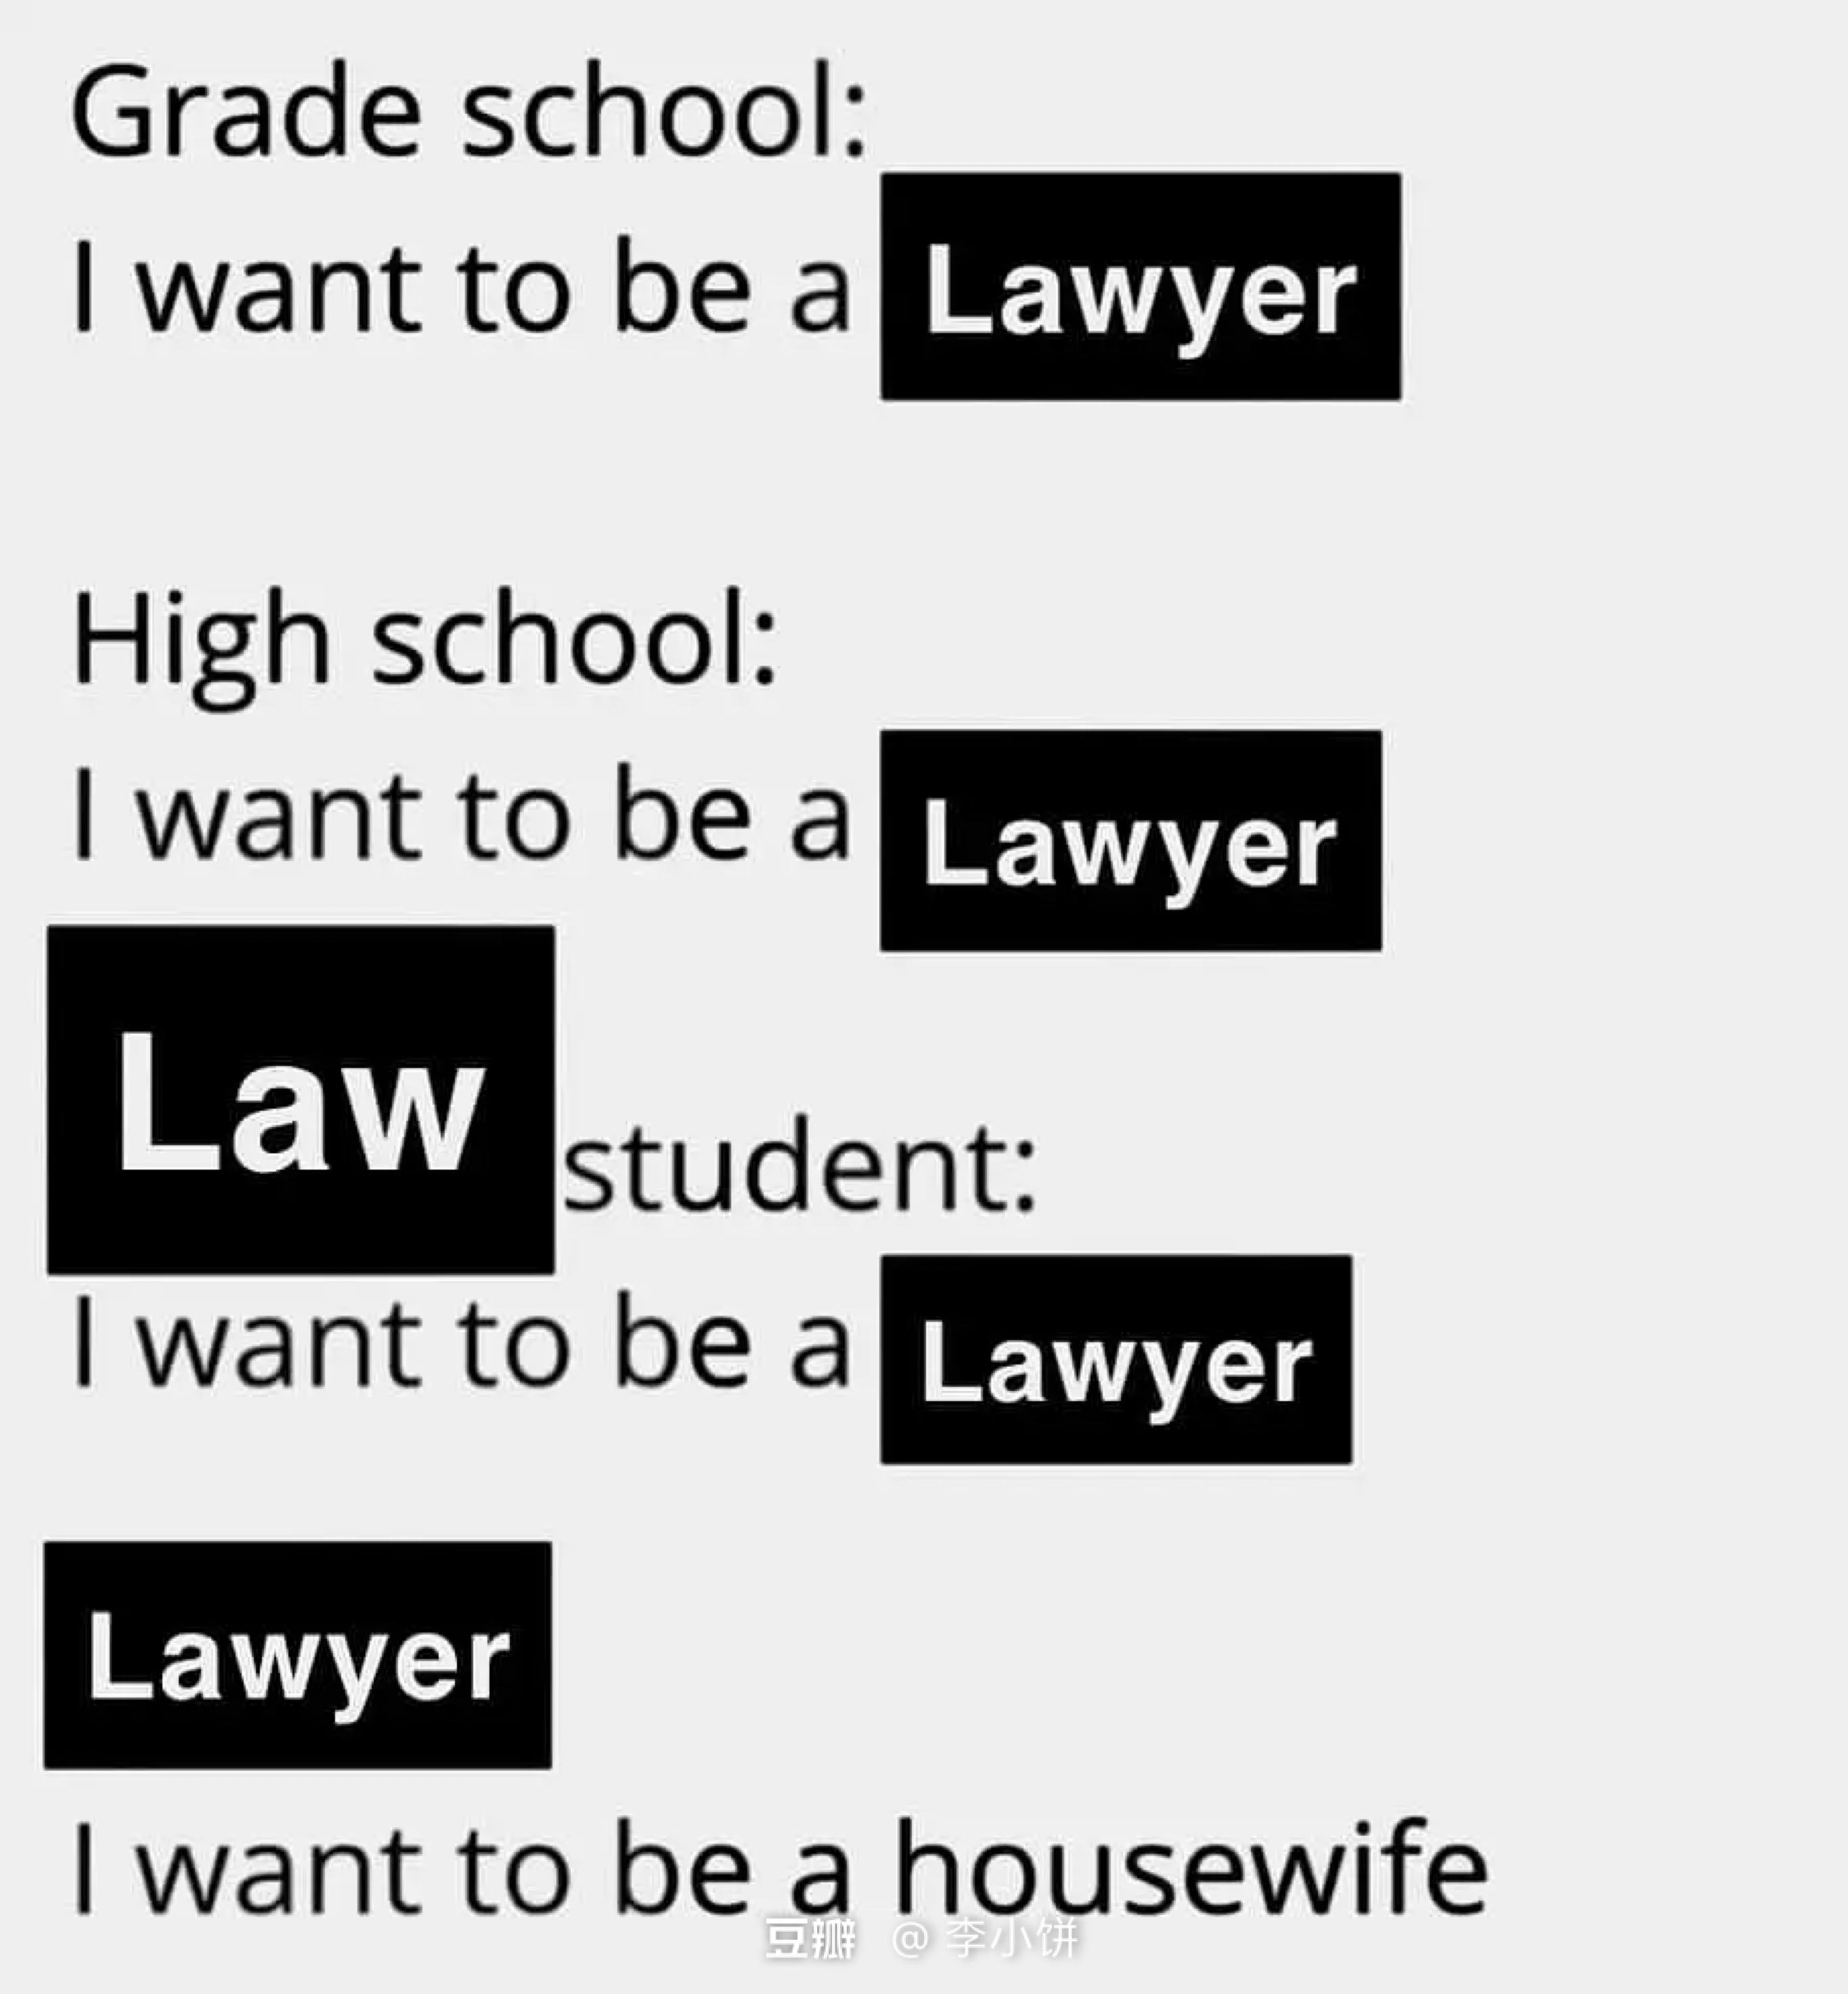 Grade school:
I want to be a Lawyer
High school:
I want to be a Lawyer
Law student:
I want to be a Lawyer
Lawyer
I want to be a housewife
豆瓣 @李小饼